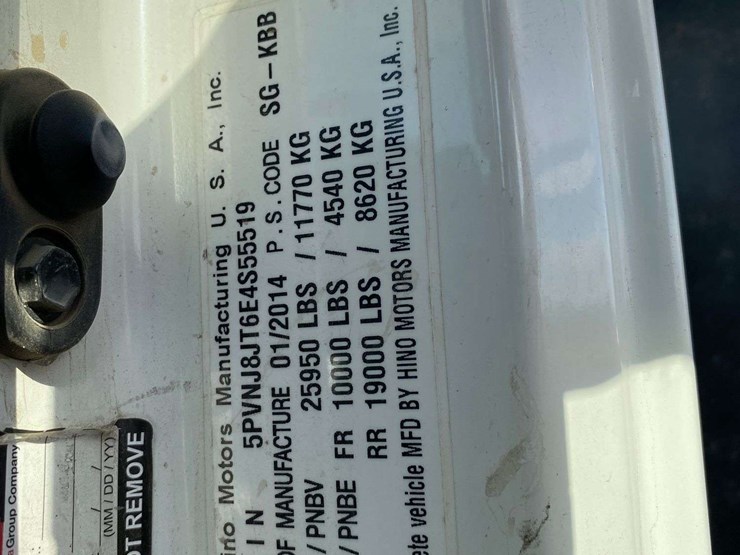 ino Motors Manufacturing U. S. A., Inc.
IN 5PVNJ8JT6E4S55519
OF MANUFACTURE 01/2014 P.S.CODE SG-KBB
/PNBV 25950 LBS / 11770 KG
/PNBE FR 10000 LBS / 4540 KG
RR 19000 LBS / 8620 KG
ete vehicle MFD BY HINO MOTORS MANUFACTURING U.S.A., Inc.
Group Company
(MM/DD/YY)
OT REMOVE